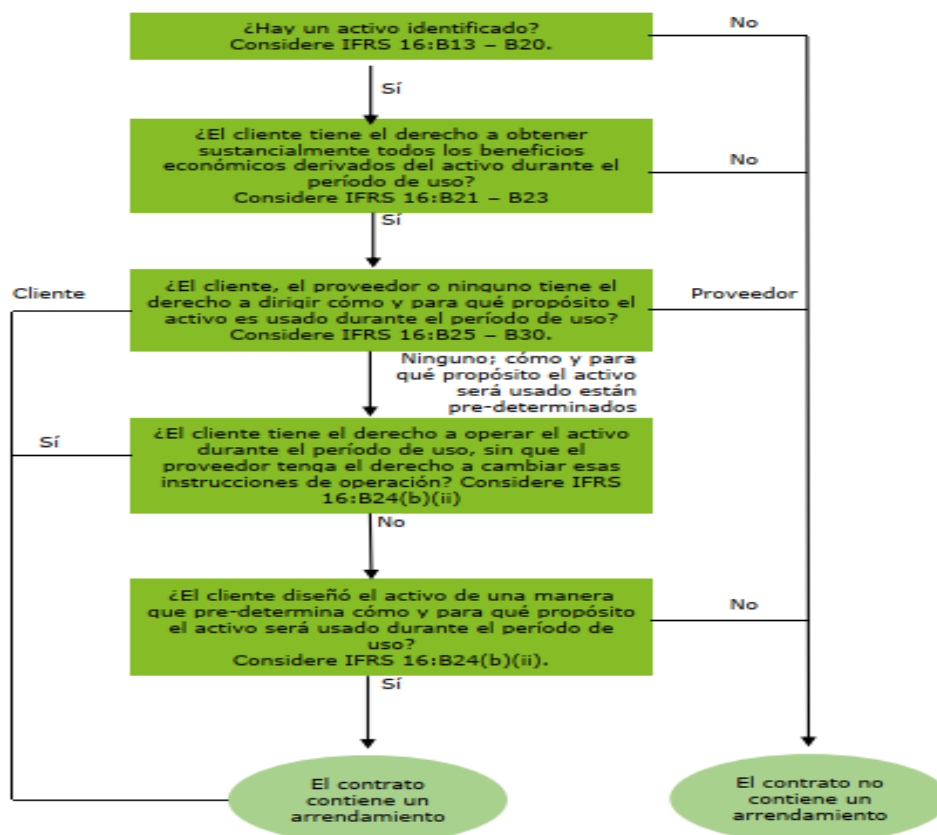 ¿Hay un activo identificado?
Considere IFRS 16:B13 – B20.
No
Sí
¿El cliente tiene el derecho a obtener
sustancialmente todos los beneficios
económicos derivados del activo durante el
período de uso?
Considere IFRS 16:B21 – B23
No
Sí
Cliente
¿El cliente, el proveedor o ninguno tiene el
derecho a dirigir cómo y para qué propósito el
activo es usado durante el período de uso?
Considere IFRS 16:B25 – B30.
Proveedor
Ninguno; cómo y para
qué propósito el activo
será usado están
pre-determinados
Sí
¿El cliente tiene el derecho a operar el activo
durante el período de uso, sin que el
proveedor tenga el derecho a cambiar esas
instrucciones de operación? Considere IFRS
16:B24(b)(ii)
No
¿El cliente diseñó el activo de una manera
que pre-determina cómo y para qué propósito
el activo será usado durante el período de
uso?
Considere IFRS 16:B24(b)(ii).
No
Sí
El contrato
contiene un
arrendamiento
El contrato no
contiene un
arrendamiento